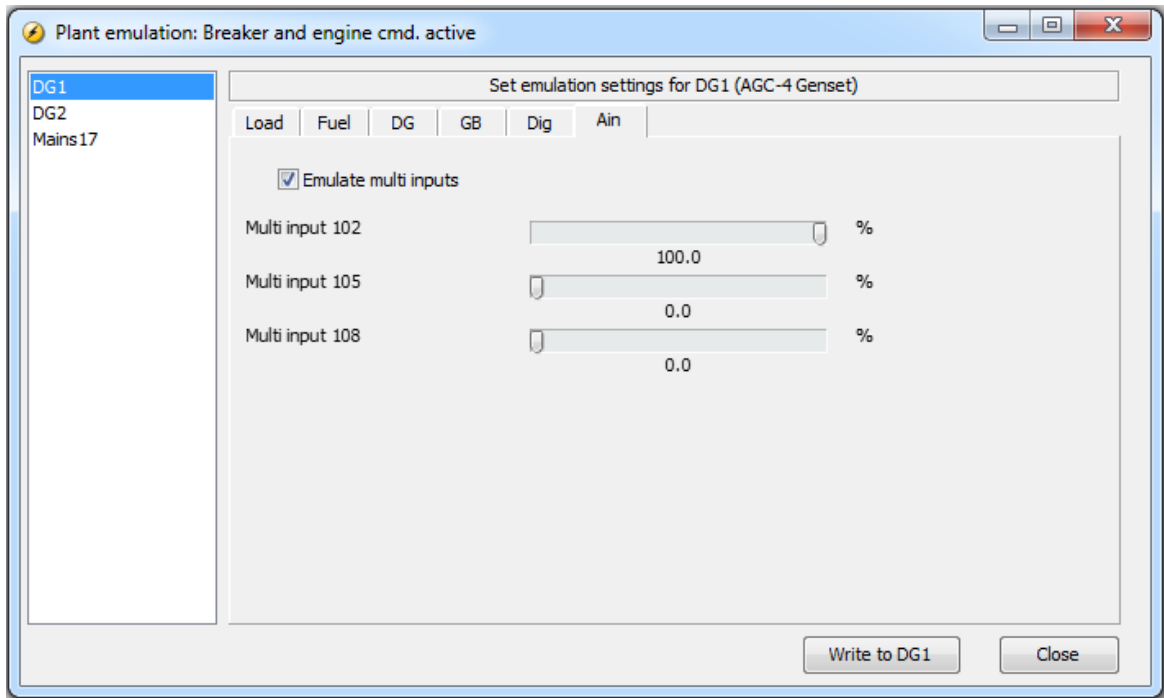 Plant emulation: Breaker and engine cmd. active
DG1
DG2
Mains17
Set emulation settings for DG1 (AGC-4 Genset)
Load Fuel DG GB Dig Ain
Emulate multi inputs
Multi input 102 %
100.0
Multi input 105 %
0.0
Multi input 108 %
0.0
Write to DG1 Close